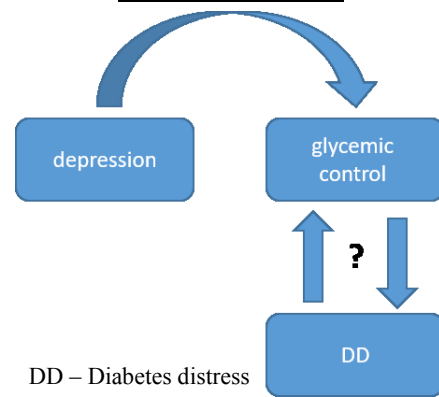 depression
glycemic
control
?
DD
DD – Diabetes distress